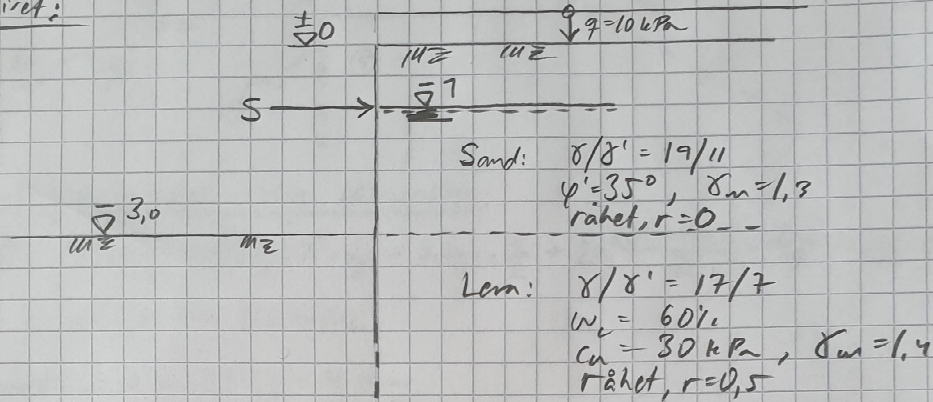 ±0
q=10 kPa
-1
S
Sand: γ/γ' = 19/11
φ'=35°, γm=1,3
råhet, r=0
-3,0
Lera: γ/γ' = 17/7
wL = 60%
cu = 30 kPa, γm=1,4
råhet, r=0,5